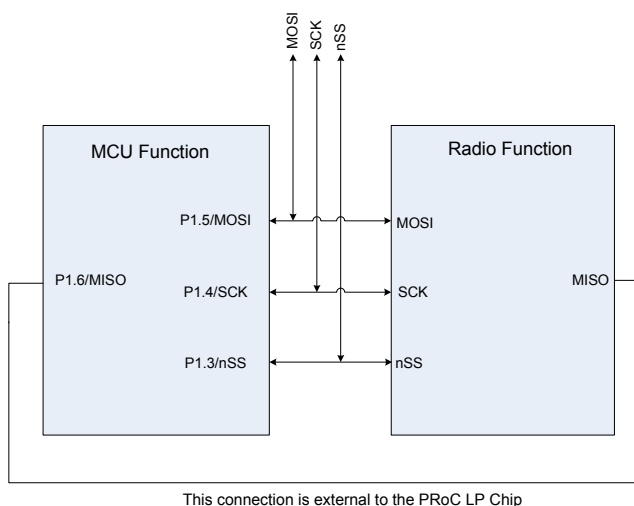 MOSI
SCK
nSS
MCU Function
Radio Function
P1.5/MOSI
MOSI
P1.6/MISO
P1.4/SCK
SCK
MISO
P1.3/nSS
nSS
This connection is external to the PRoC LP Chip